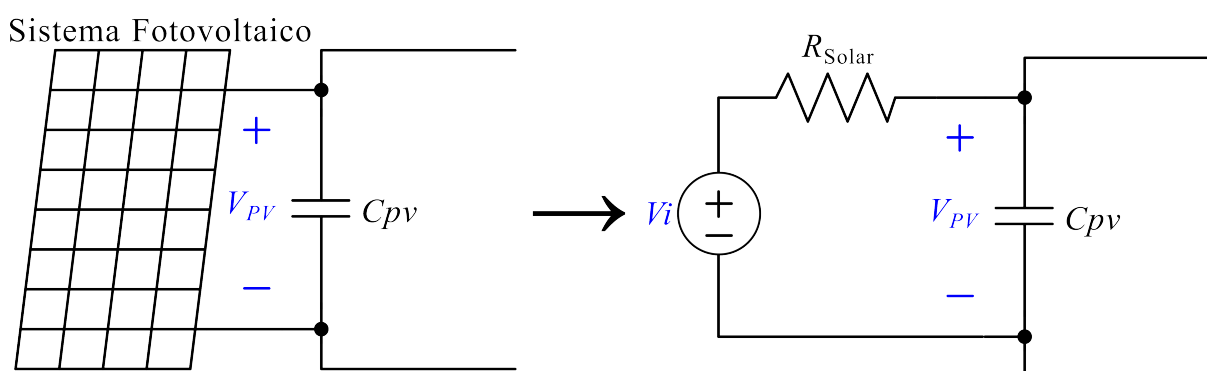 Sistema Fotovoltaico
+
V_PV
Cpv
−
R_Solar
Vi
+
−
+
V_PV
Cpv
−